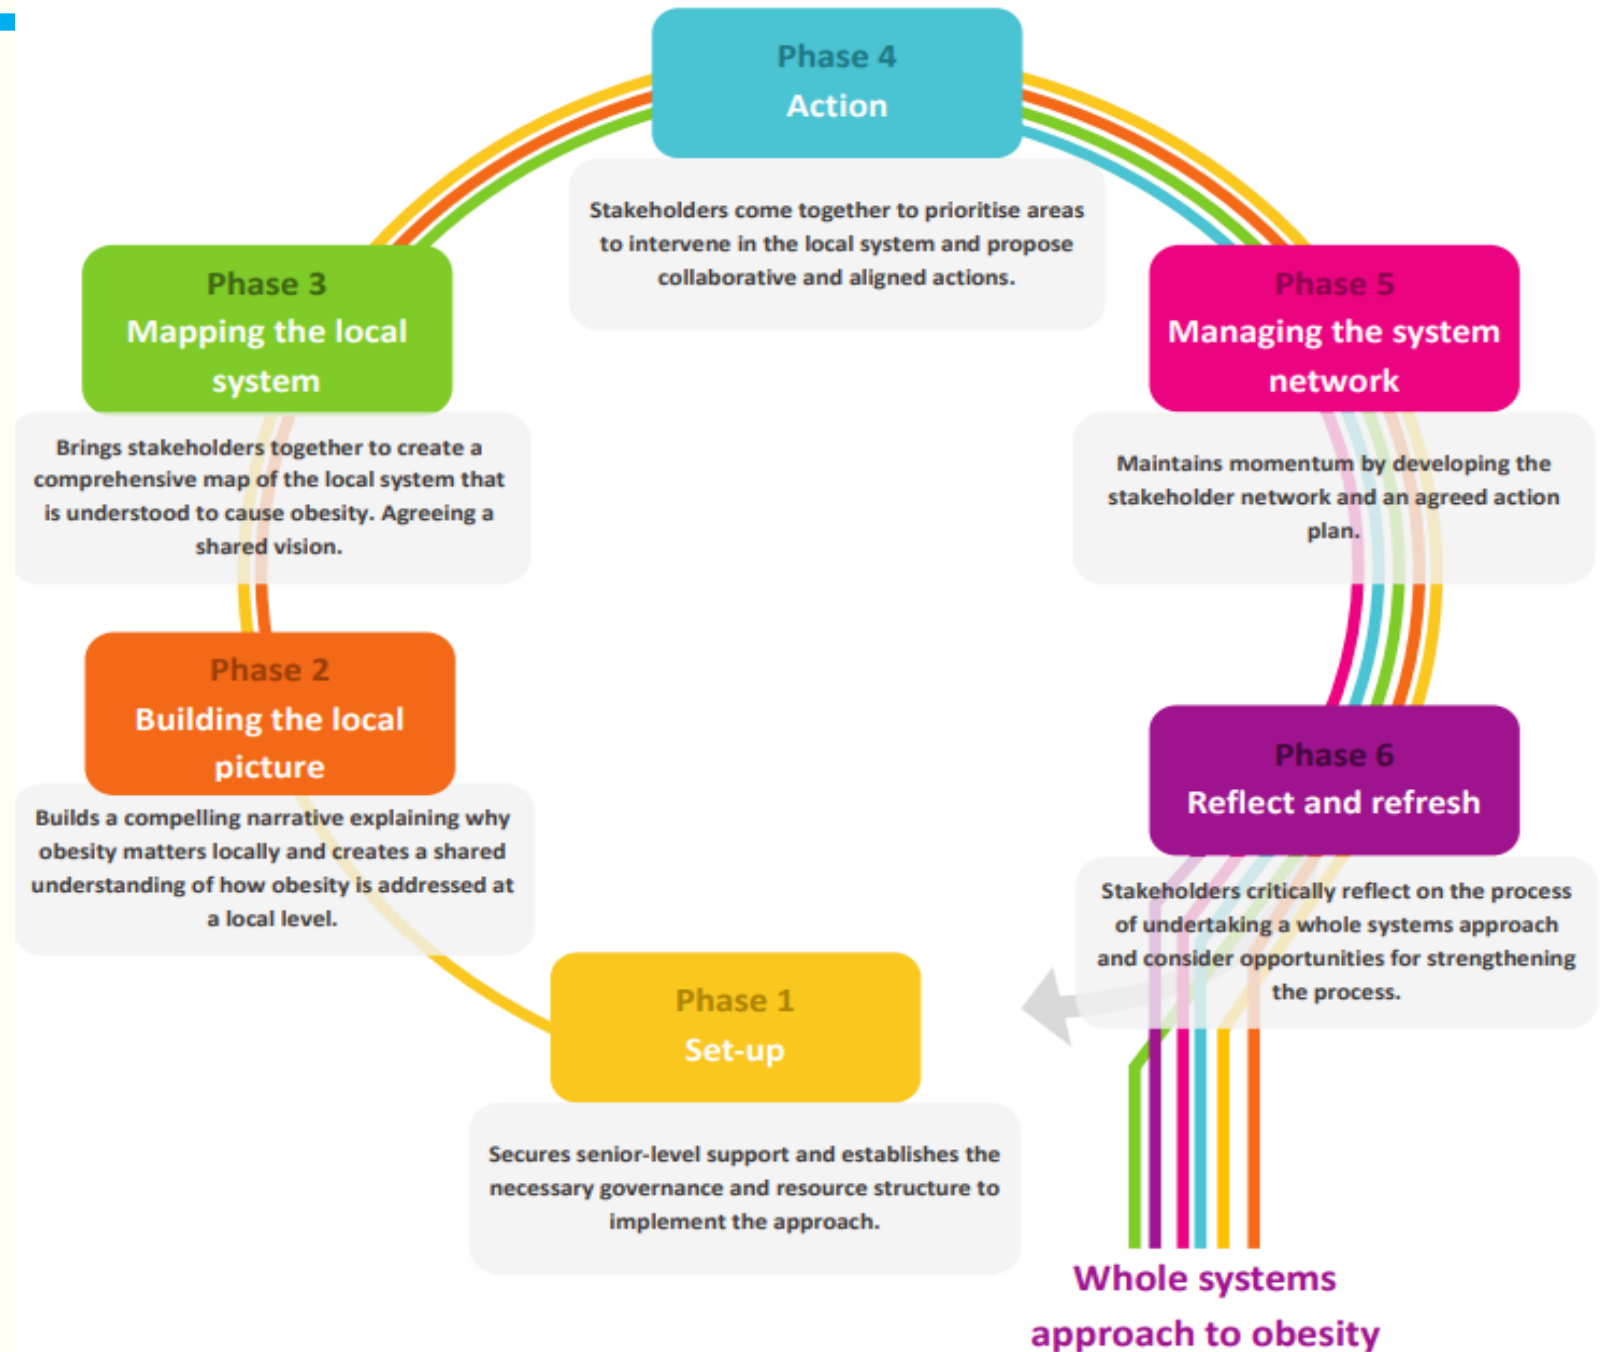 Phase 4
Action
Stakeholders come together to prioritise areas
to intervene in the local system and propose
collaborative and aligned actions.
Phase 3
Mapping the local
system
Brings stakeholders together to create a
comprehensive map of the local system that
is understood to cause obesity. Agreeing a
shared vision.
Phase 5
Managing the system
network
Maintains momentum by developing the
stakeholder network and an agreed action
plan.
Phase 2
Building the local
picture
Builds a compelling narrative explaining why
obesity matters locally and creates a shared
understanding of how obesity is addressed at
a local level.
Phase 6
Reflect and refresh
Stakeholders critically reflect on the process
of undertaking a whole systems approach
and consider opportunities for strengthening
the process.
Phase 1
Set-up
Secures senior-level support and establishes the
necessary governance and resource structure to
implement the approach.
Whole systems
approach to obesity